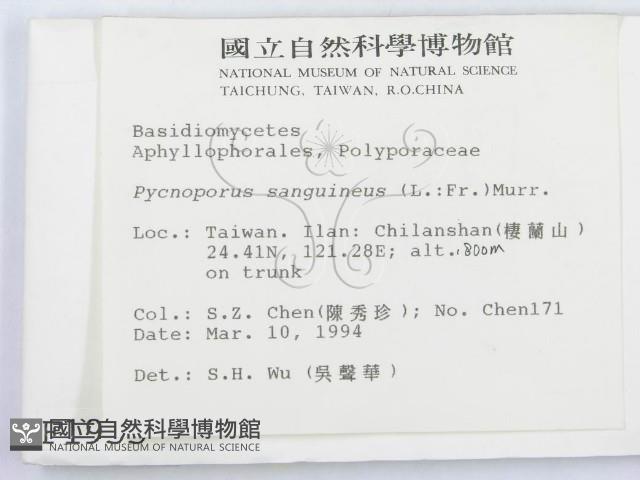 國立自然科學博物館
NATIONAL MUSEUM OF NATURAL SCIENCE
TAICHUNG, TAIWAN, R.O.CHINA
Basidiomycetes
Aphyllophorales, Polyporaceae
Pycnoporus sanguineus (L.:Fr.)Murr.
Loc.: Taiwan. Ilan: Chilanshan(棲蘭山)
24.41N, 121.28E; alt. 800m
on trunk
Col.: S.Z. Chen(陳秀珍); No. Chen171
Date: Mar. 10, 1994
Det.: S.H. Wu (吳聲華)
國立自然科學博物館
NATIONAL MUSEUM OF NATURAL SCIENCE